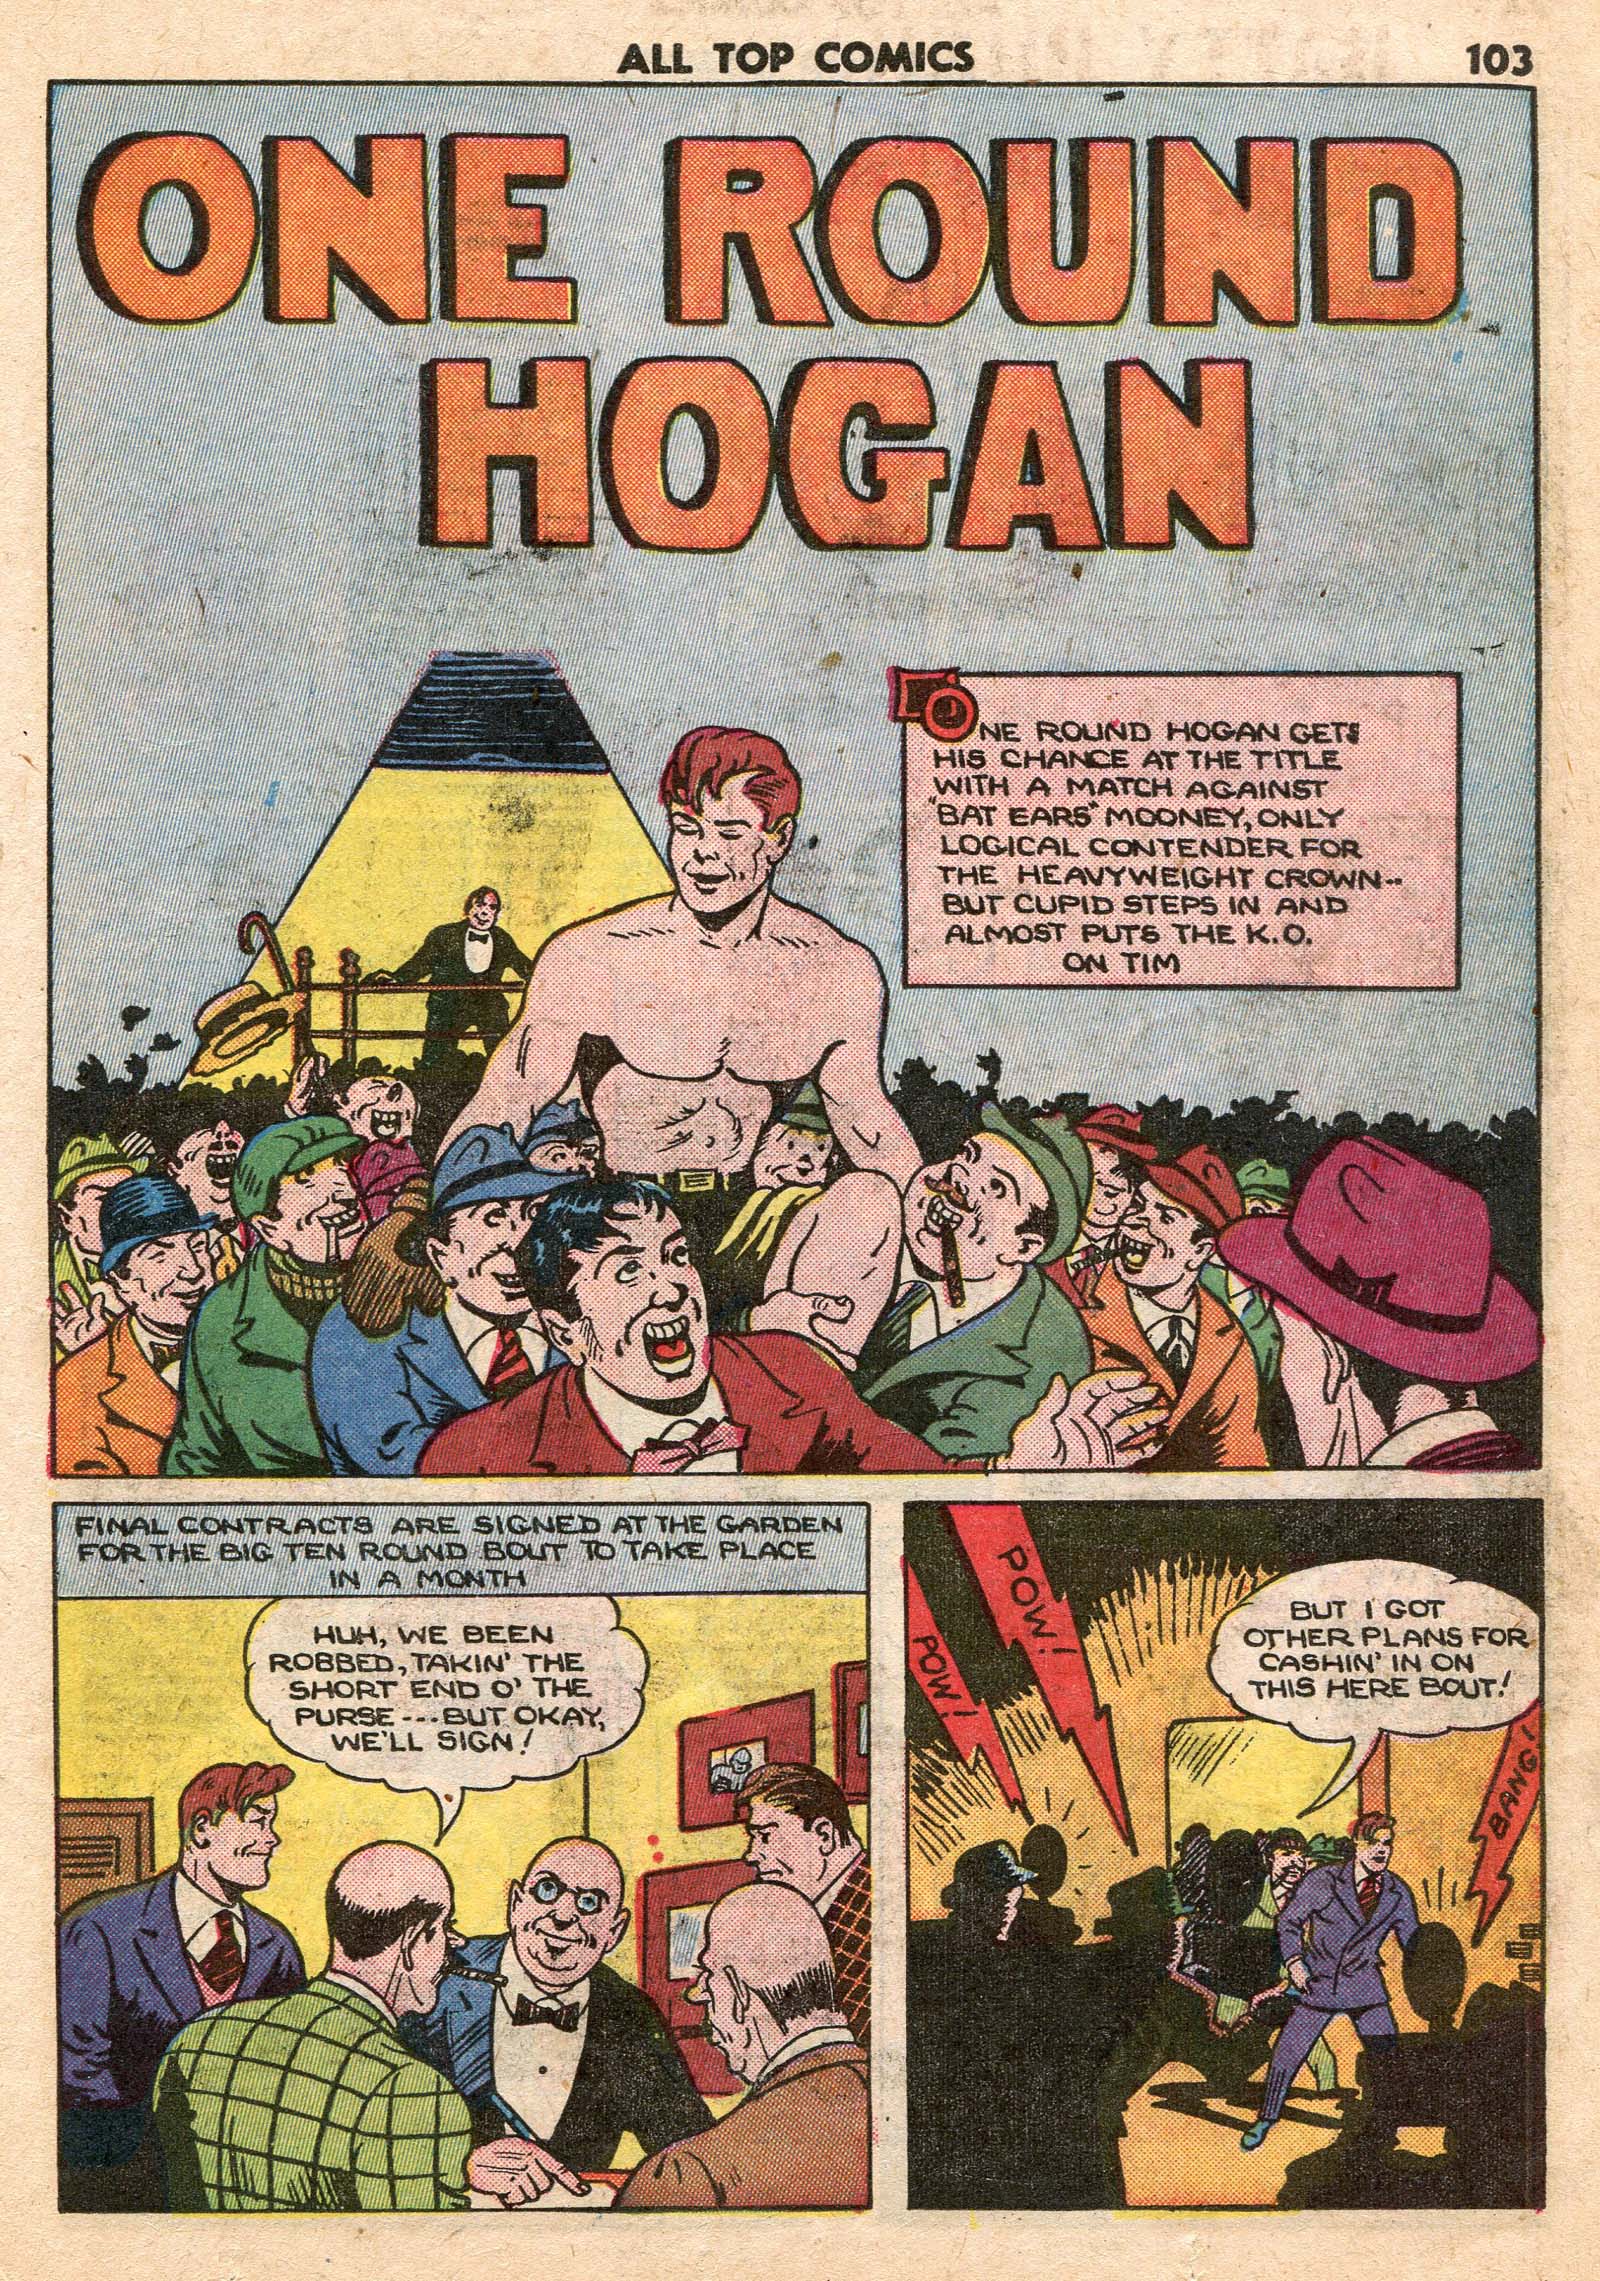 ALL TOP COMICS
103
ONE ROUND
HOGAN
ONE ROUND HOGAN GETS
HIS CHANCE AT THE TITLE
WITH A MATCH AGAINST
"BAT EARS" MOONEY, ONLY
LOGICAL CONTENDER FOR
THE HEAVYWEIGHT CROWN--
BUT CUPID STEPS IN AND
ALMOST PUTS THE K.O.
ON TIM
FINAL CONTRACTS ARE SIGNED AT THE GARDEN
FOR THE BIG TEN ROUND BOUT TO TAKE PLACE
IN A MONTH
HUH, WE BEEN
ROBBED, TAKIN' THE
SHORT END O' THE
PURSE --- BUT OKAY,
WE'LL SIGN!
POW!
POW!
BUT I GOT
OTHER PLANS FOR
CASHIN' IN ON
THIS HERE BOUT!
BANG!